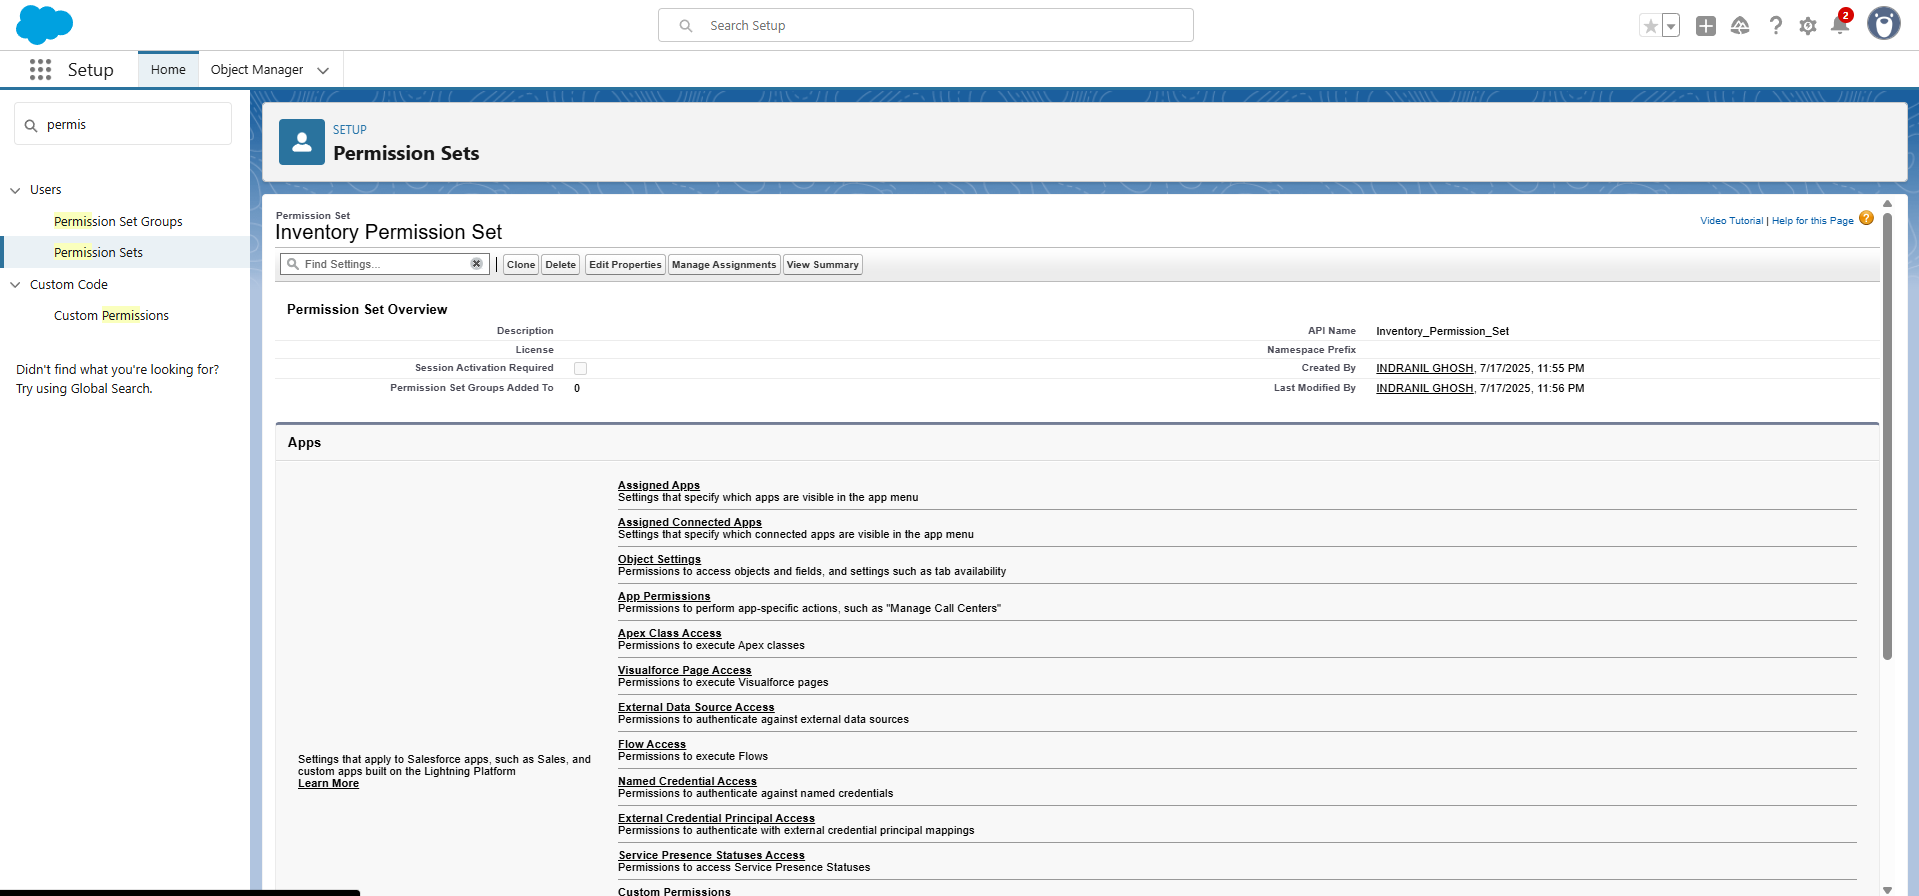 Search Setup
2
Setup
Home
Object Manager
permis
Users
Permission Set Groups
Permission Sets
Custom Code
Custom Permissions
Didn't find what you're looking for?
Try using Global Search.
SETUP
Permission Sets
Permission Set
Inventory Permission Set
Video Tutorial | Help for this Page ?
Find Settings...
| Clone Delete Edit Properties Manage Assignments View Summary
Permission Set Overview
Description
API Name Inventory_Permission_Set
License
Namespace Prefix
Session Activation Required
Created By INDRANIL GHOSH, 7/17/2025, 11:55 PM
Permission Set Groups Added To 0
Last Modified By INDRANIL GHOSH, 7/17/2025, 11:56 PM
Apps
Settings that apply to Salesforce apps, such as Sales, and
custom apps built on the Lightning Platform
Learn More
Assigned Apps
Settings that specify which apps are visible in the app menu
Assigned Connected Apps
Settings that specify which connected apps are visible in the app menu
Object Settings
Permissions to access objects and fields, and settings such as tab availability
App Permissions
Permissions to perform app-specific actions, such as "Manage Call Centers"
Apex Class Access
Permissions to execute Apex classes
Visualforce Page Access
Permissions to execute Visualforce pages
External Data Source Access
Permissions to authenticate against external data sources
Flow Access
Permissions to execute Flows
Named Credential Access
Permissions to authenticate against named credentials
External Credential Principal Access
Permissions to authenticate with external credential principal mappings
Service Presence Statuses Access
Permissions to access Service Presence Statuses
Custom Permissions